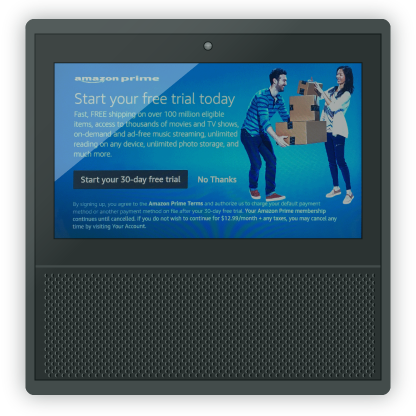 amazon prime
Start your free trial today
Fast, FREE shipping on over 100 million eligible
items, access to thousands of movies and TV shows,
on-demand and ad-free music streaming, unlimited
reading on any device, unlimited photo storage, and
much more.
Start your 30-day free trial No Thanks
By signing up, you agree to the Amazon Prime Terms and authorize us to charge your default payment
method or another payment method on file after your 30-day free trial. Your Amazon Prime membership
continues until cancelled. If you do not wish to continue for $12.99/month + any taxes, you may cancel any
time by visiting Your Account.